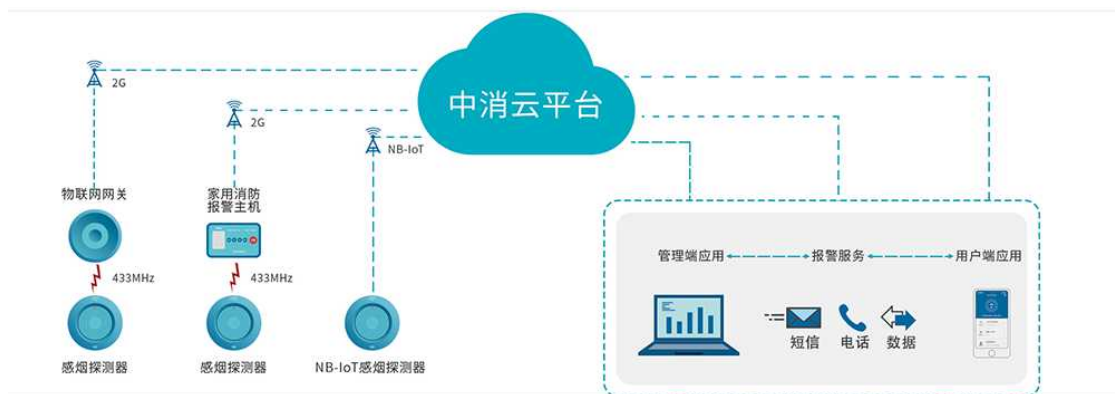 中消云平台
2G
2G
NB-IoT
物联网网关
家用消防
报警主机
433MHz
433MHz
感烟探测器
感烟探测器
NB-IoT感烟探测器
管理端应用
报警服务
用户端应用
短信
电话
数据